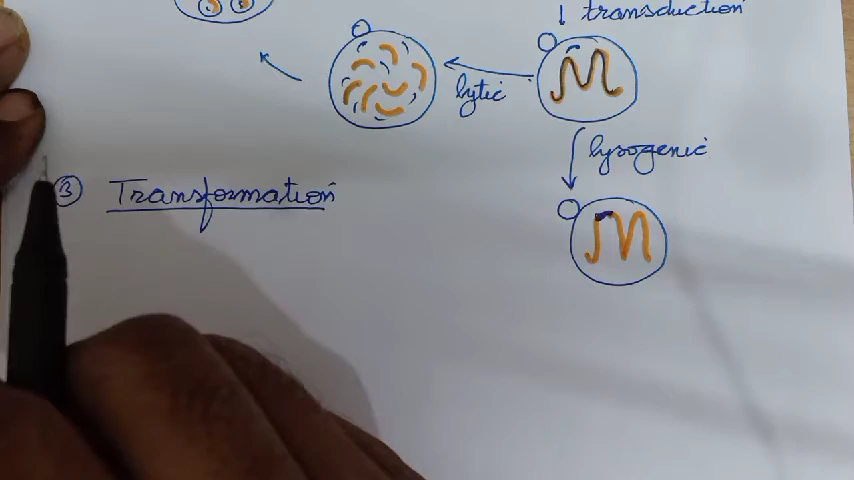 ↓ transduction
lytic
lysogenic
③ Transformation